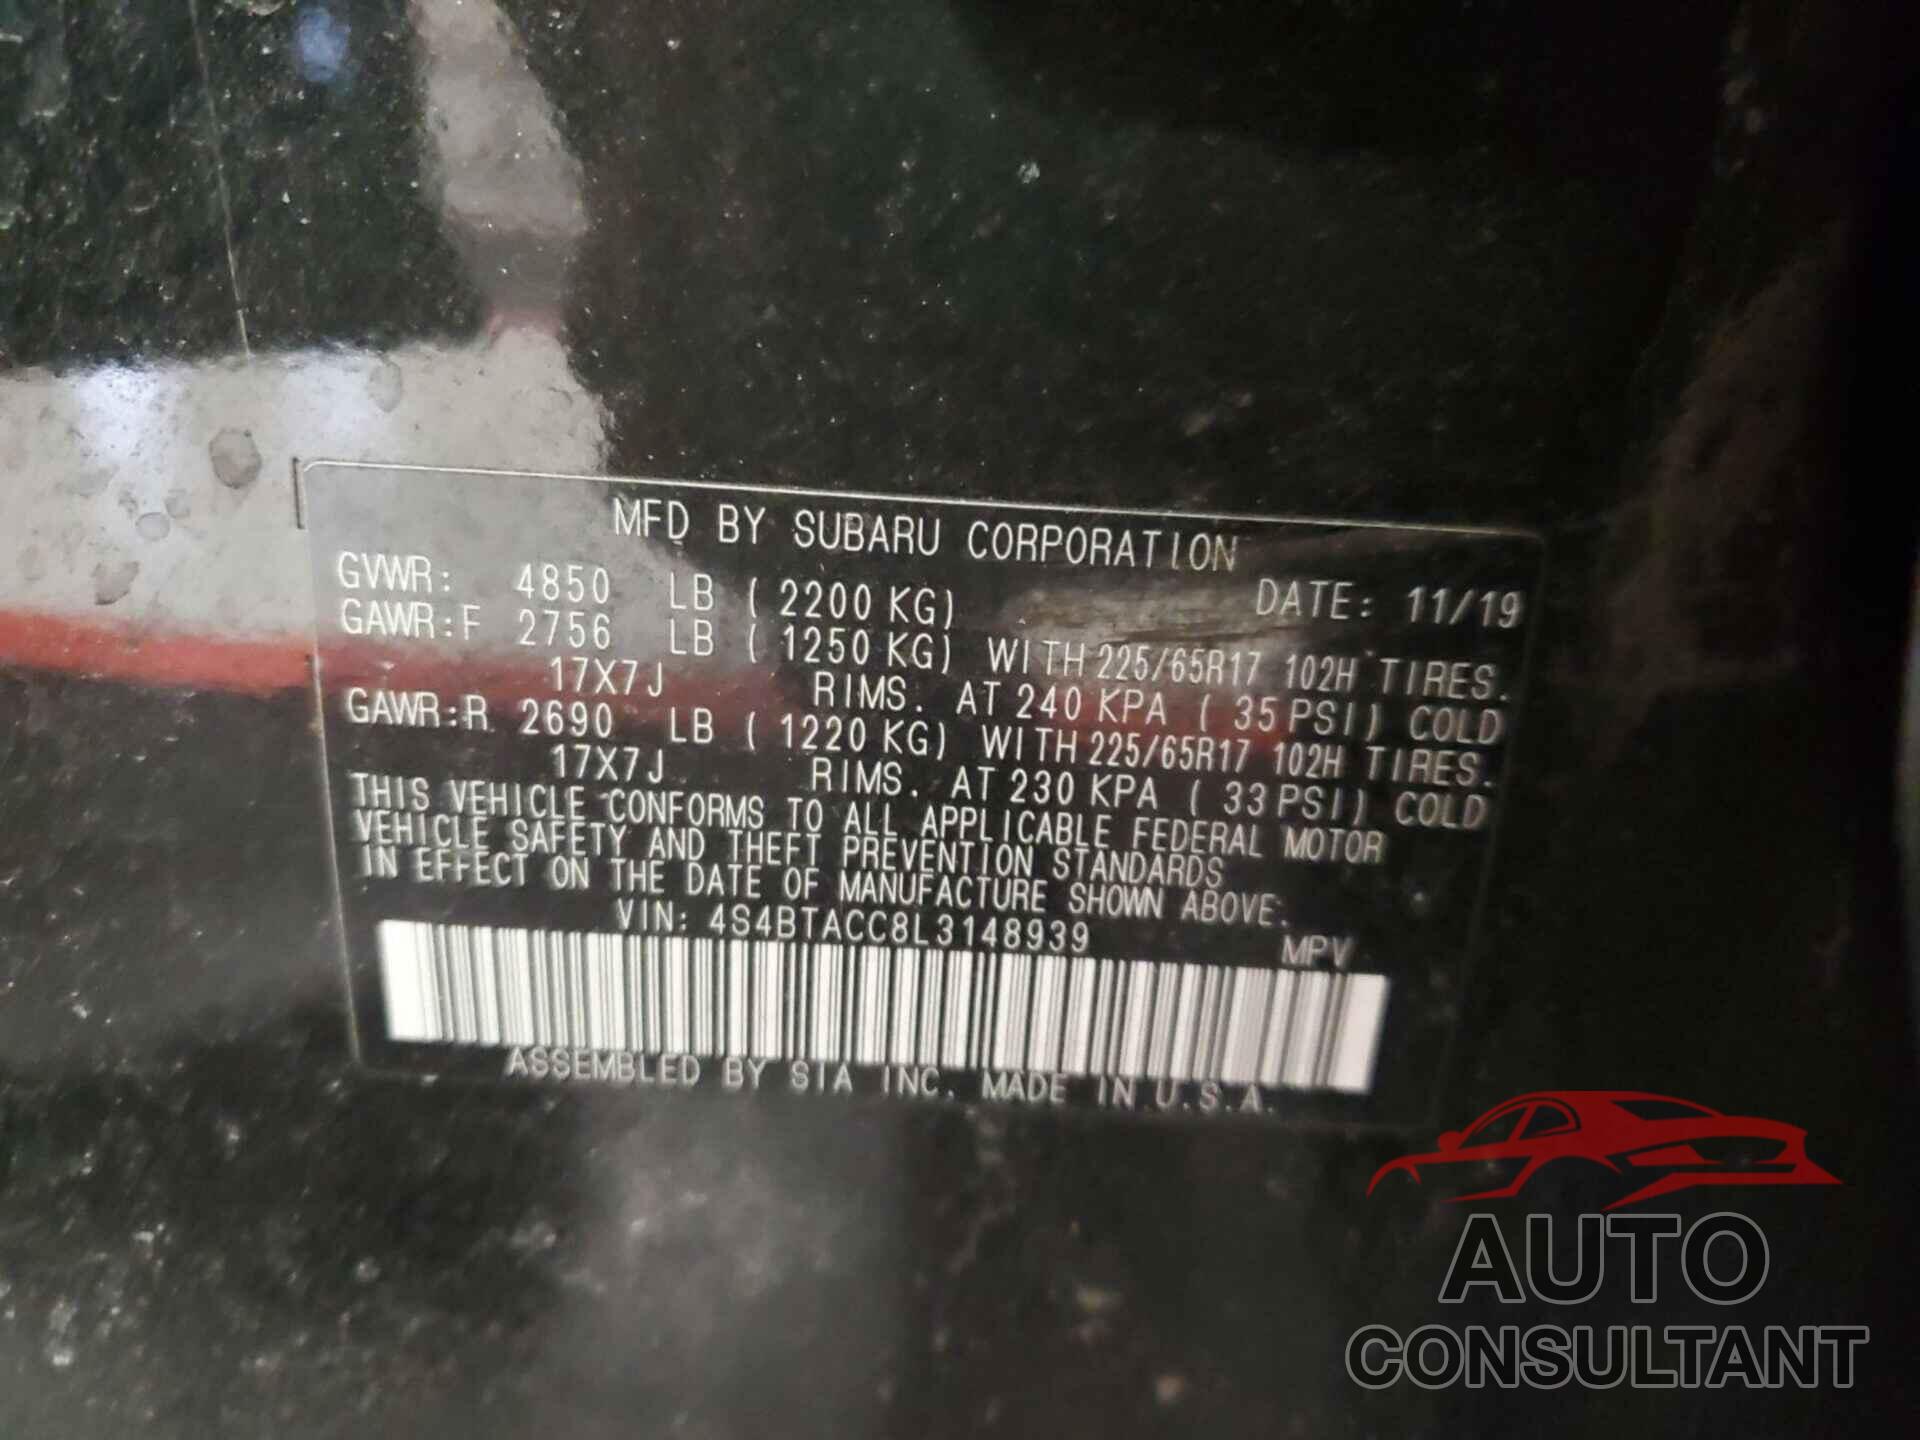 MFD BY SUBARU CORPORATION
DATE: 11/19
GVWR: 4850 LB ( 2200 KG)
GAWR:F 2756 LB ( 1250 KG) WITH 225/65R17 102H TIRES.
17X7J RIMS. AT 240 KPA ( 35 PSI) COLD
GAWR:R 2690 LB ( 1220 KG) WITH 225/65R17 102H TIRES.
17X7J RIMS. AT 230 KPA ( 33 PSI) COLD
THIS VEHICLE CONFORMS TO ALL APPLICABLE FEDERAL MOTOR
VEHICLE SAFETY AND THEFT PREVENTION STANDARDS
IN EFFECT ON THE DATE OF MANUFACTURE SHOWN ABOVE.
VIN: 4S4BTACC8L3148939 MPV
ASSEMBLED BY SIA INC. MADE IN U.S.A.
AUTO
CONSULTANT